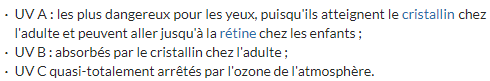 · UV A : les plus dangereux pour les yeux, puisqu'ils atteignent le cristallin chez
l'adulte et peuvent aller jusqu'à la rétine chez les enfants ;
· UV B : absorbés par le cristallin chez l'adulte ;
· UV C quasi-totalement arrêtés par l'ozone de l'atmosphère.